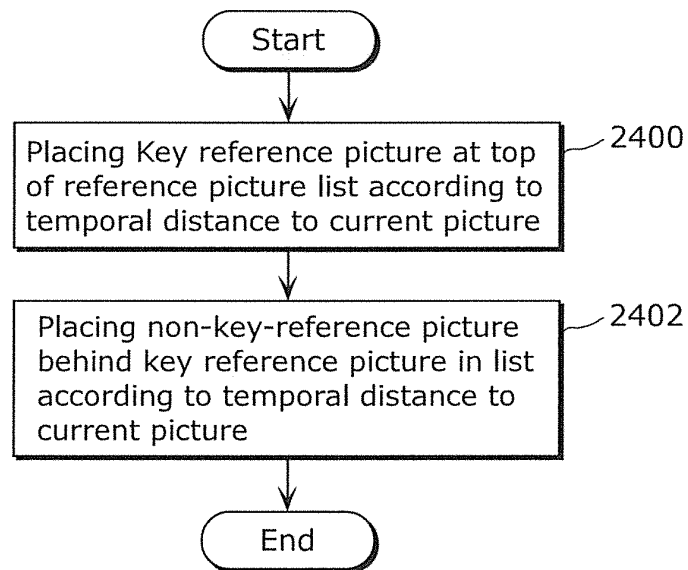 Start
Placing Key reference picture at top
of reference picture list according to
temporal distance to current picture
2400
Placing non-key-reference picture
behind key reference picture in list
according to temporal distance to
current picture
2402
End